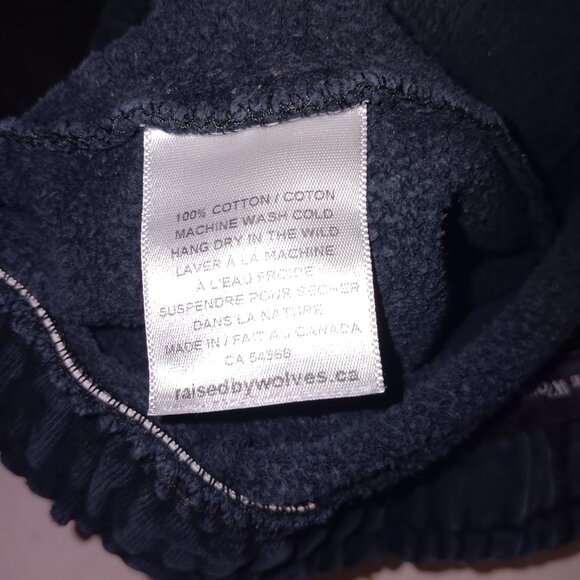 100% COTTON / COTON
MACHINE WASH COLD
HANG DRY IN THE WILD
LAVER À LA MACHINE
À L'EAU FROIDE
SUSPENDRE POUR SÉCHER
DANS LA NATURE
MADE IN / FAIT AU CANADA
CA 54388
raisedbywolves.ca